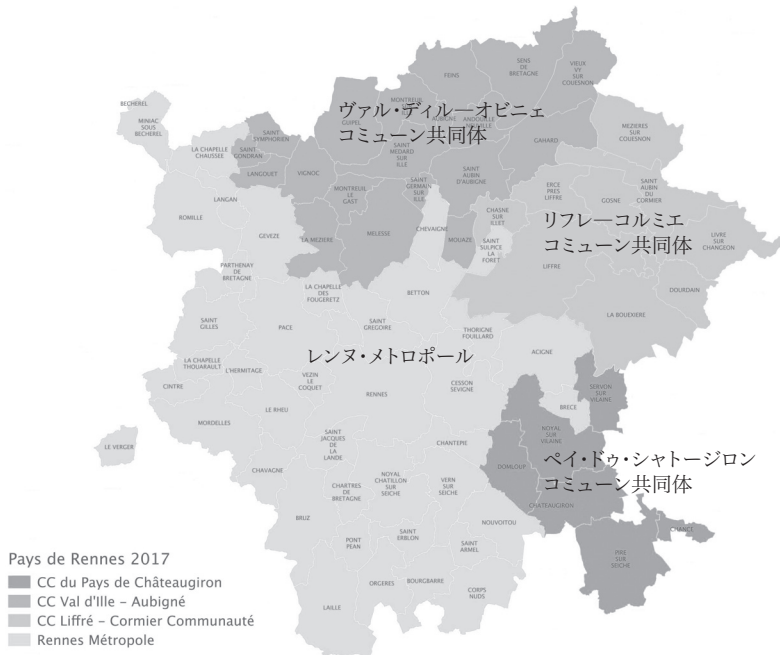 SENS
DE
BRETAGNE
VIEUX
VY
SUR
COUESNON
FEINS
ヴァル・ディル―オビニェ
コミューン共同体
GUIPEL
GAHARD
MEZIERES
SUR
COUESNON
BECHEREL
MINIAC
SOUS
BECHEREL
SAINT
SYMPHORIEN
LA CHAPELLE
CHAUSSEE
SAINT
GONDRAN
LANGOUET
VIGNOC
SAINT
MEDARD
SUR
ILLE
SAINT
AUBIN
D'AUBIGNE
MONTREUIL
LE
GAST
SAINT
GERMAIN
SUR
ILLE
ERCE
PRES
LIFFRE
GOSNE
SAINT
AUBIN
DU
CORMIER
LANGAN
ROMILLE
GEVEZE
LA MEZIERE
MELESSE
CHEVAIGNE
MOUAZE
CHASNE
SUR
ILLET
SAINT
SULPICE
LA
FORET
リフレ―コルミエ
コミューン共同体
LIVRE
SUR
CHANGEON
LIFFRE
DOURDAIN
LA BOUEXIERE
PARTHENAY
DE
BRETAGNE
LA CHAPELLE
DES
FOUGERETZ
BETTON
SAINT
GILLES
PACE
SAINT
GREGOIRE
THORIGNE
FOUILLARD
レンヌ・メトロポール
ACIGNE
LA CHAPELLE
THOUARAULT
L'HERMITAGE
VEZIN
LE
COQUET
CINTRE
RENNES
CESSON
SEVIGNE
SERVON
SUR
VILAINE
BRECE
LE RHEU
MORDELLES
NOYAL
SUR
VILAINE
LE VERGER
SAINT
JACQUES
DE
LA
LANDE
CHANTEPIE
ペイ・ドゥ・シャトージロン
コミューン共同体
DOMLOUP
CHATEAUGIRON
CHAVAGNE
CHARTRES
DE
BRETAGNE
NOYAL
CHATILLON
SUR
SEICHE
VERN
SUR
SEICHE
BRUZ
NOUVOITOU
PONT
PEAN
SAINT
ERBLON
SAINT
ARMEL
CHANCE
PIRE
SUR
SEICHE
ORGERES
BOURGBARRE
CORPS
NUDS
LAILLE
Pays de Rennes 2017
CC du Pays de Châteaugiron
CC Val d'Ille – Aubigné
CC Liffré – Cormier Communauté
Rennes Métropole